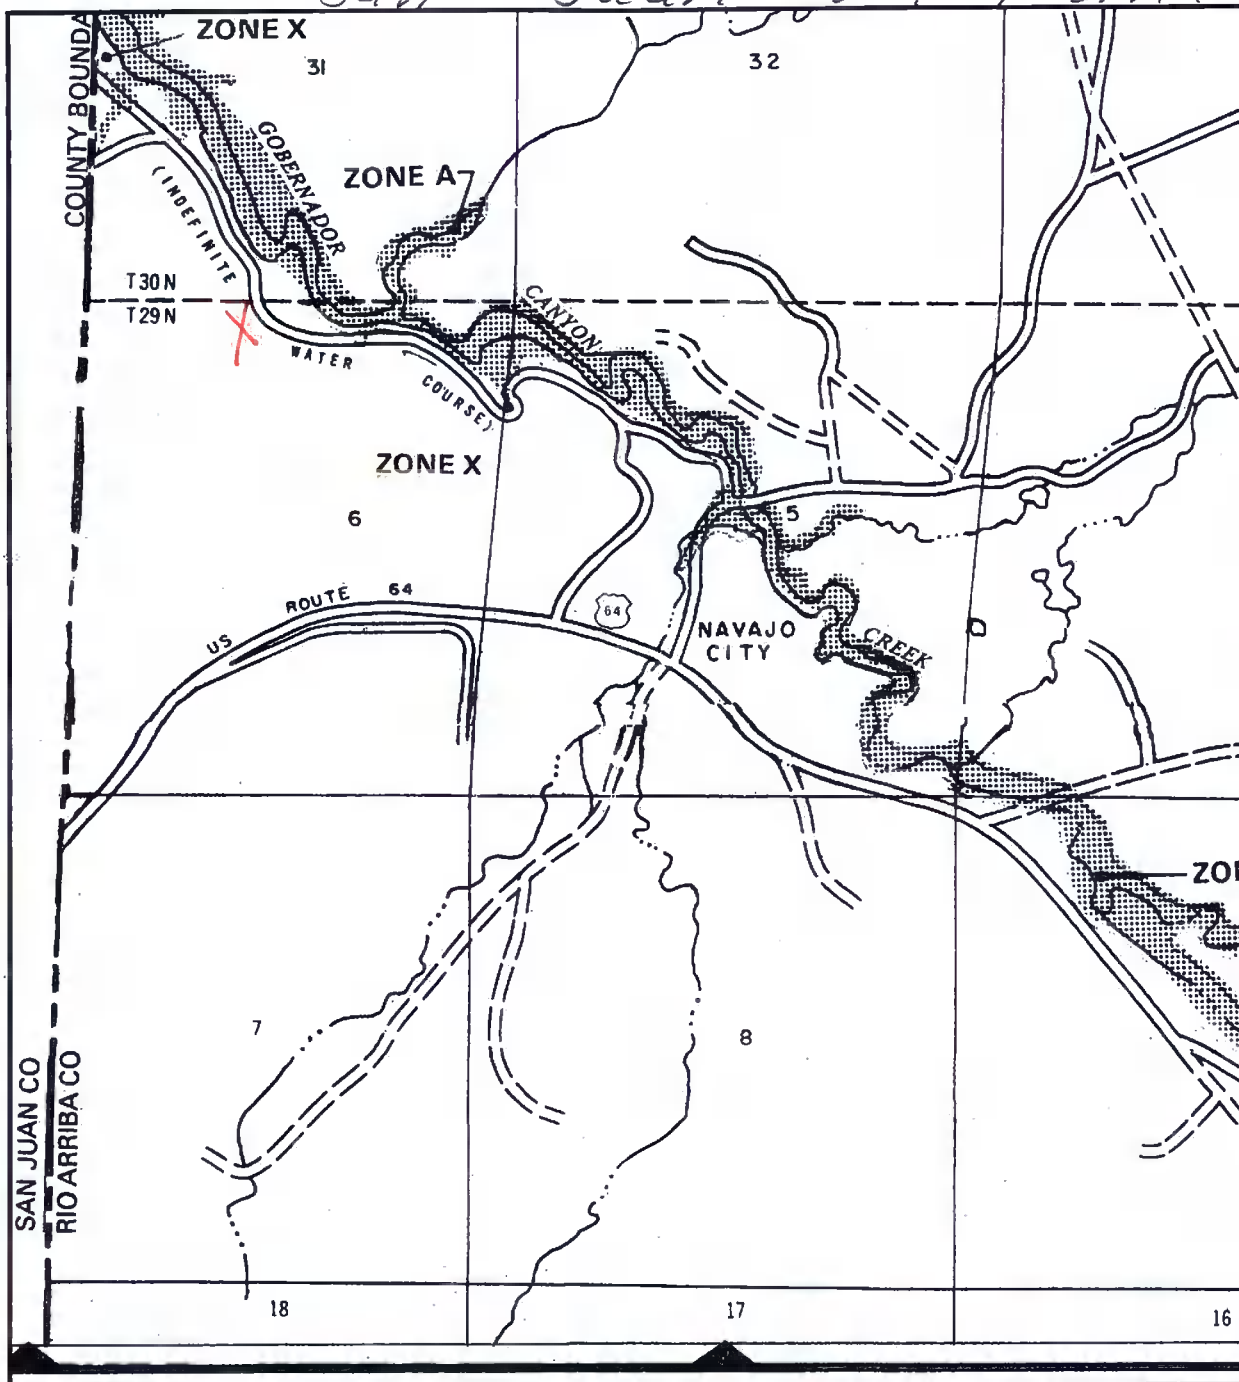 ZONE X
31
32
COUNTY BOUNDA
GOBERNADOR
ZONE A
(INDEFINITE
T30N
T29N
CANYON
WATER
COURSE)
ZONE X
6
5
US ROUTE 64
64
NAVAJO
CITY
CREEK
7
8
SAN JUAN CO
RIO ARRIBA CO
18
17
16